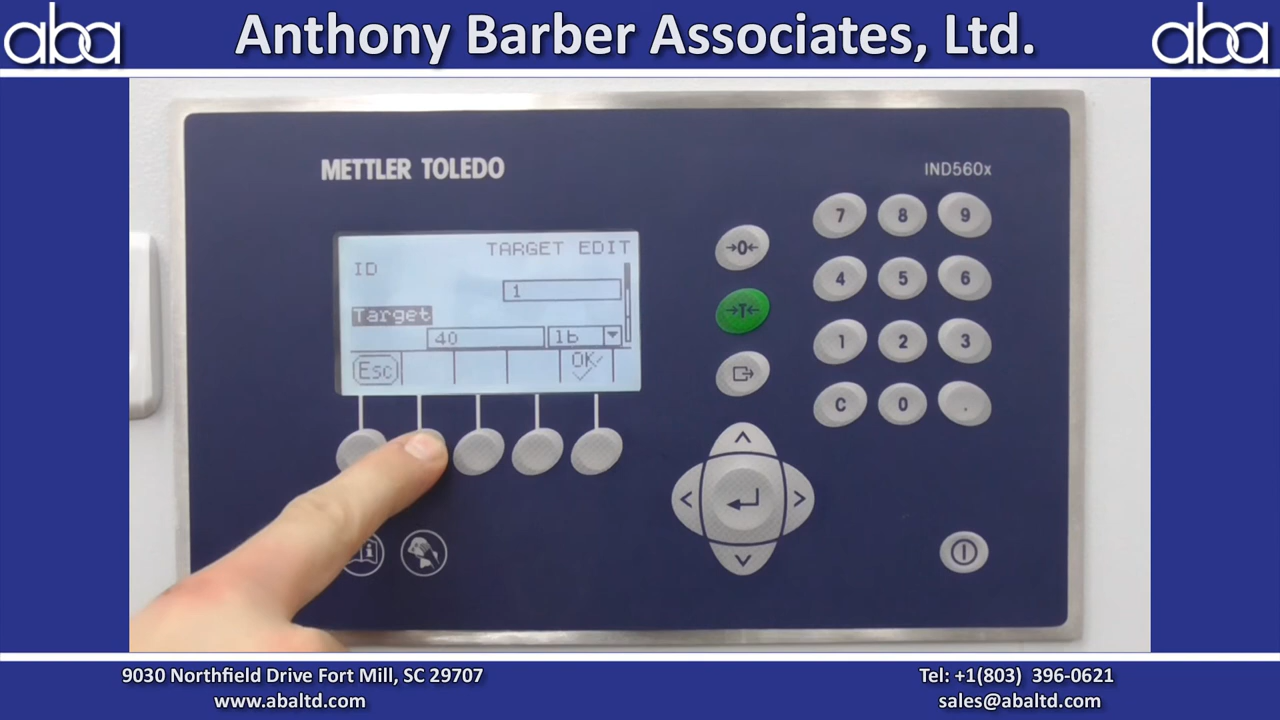 aba
Anthony Barber Associates, Ltd.
aba
METTLER TOLEDO
IND560x
TARGET EDIT
ID
1
Target
40 lb
Esc OK
→0←
→T←
7 8 9
4 5 6
1 2 3
C 0 .
9030 Northfield Drive Fort Mill, SC 29707
www.abaltd.com
Tel: +1(803) 396-0621
sales@abaltd.com